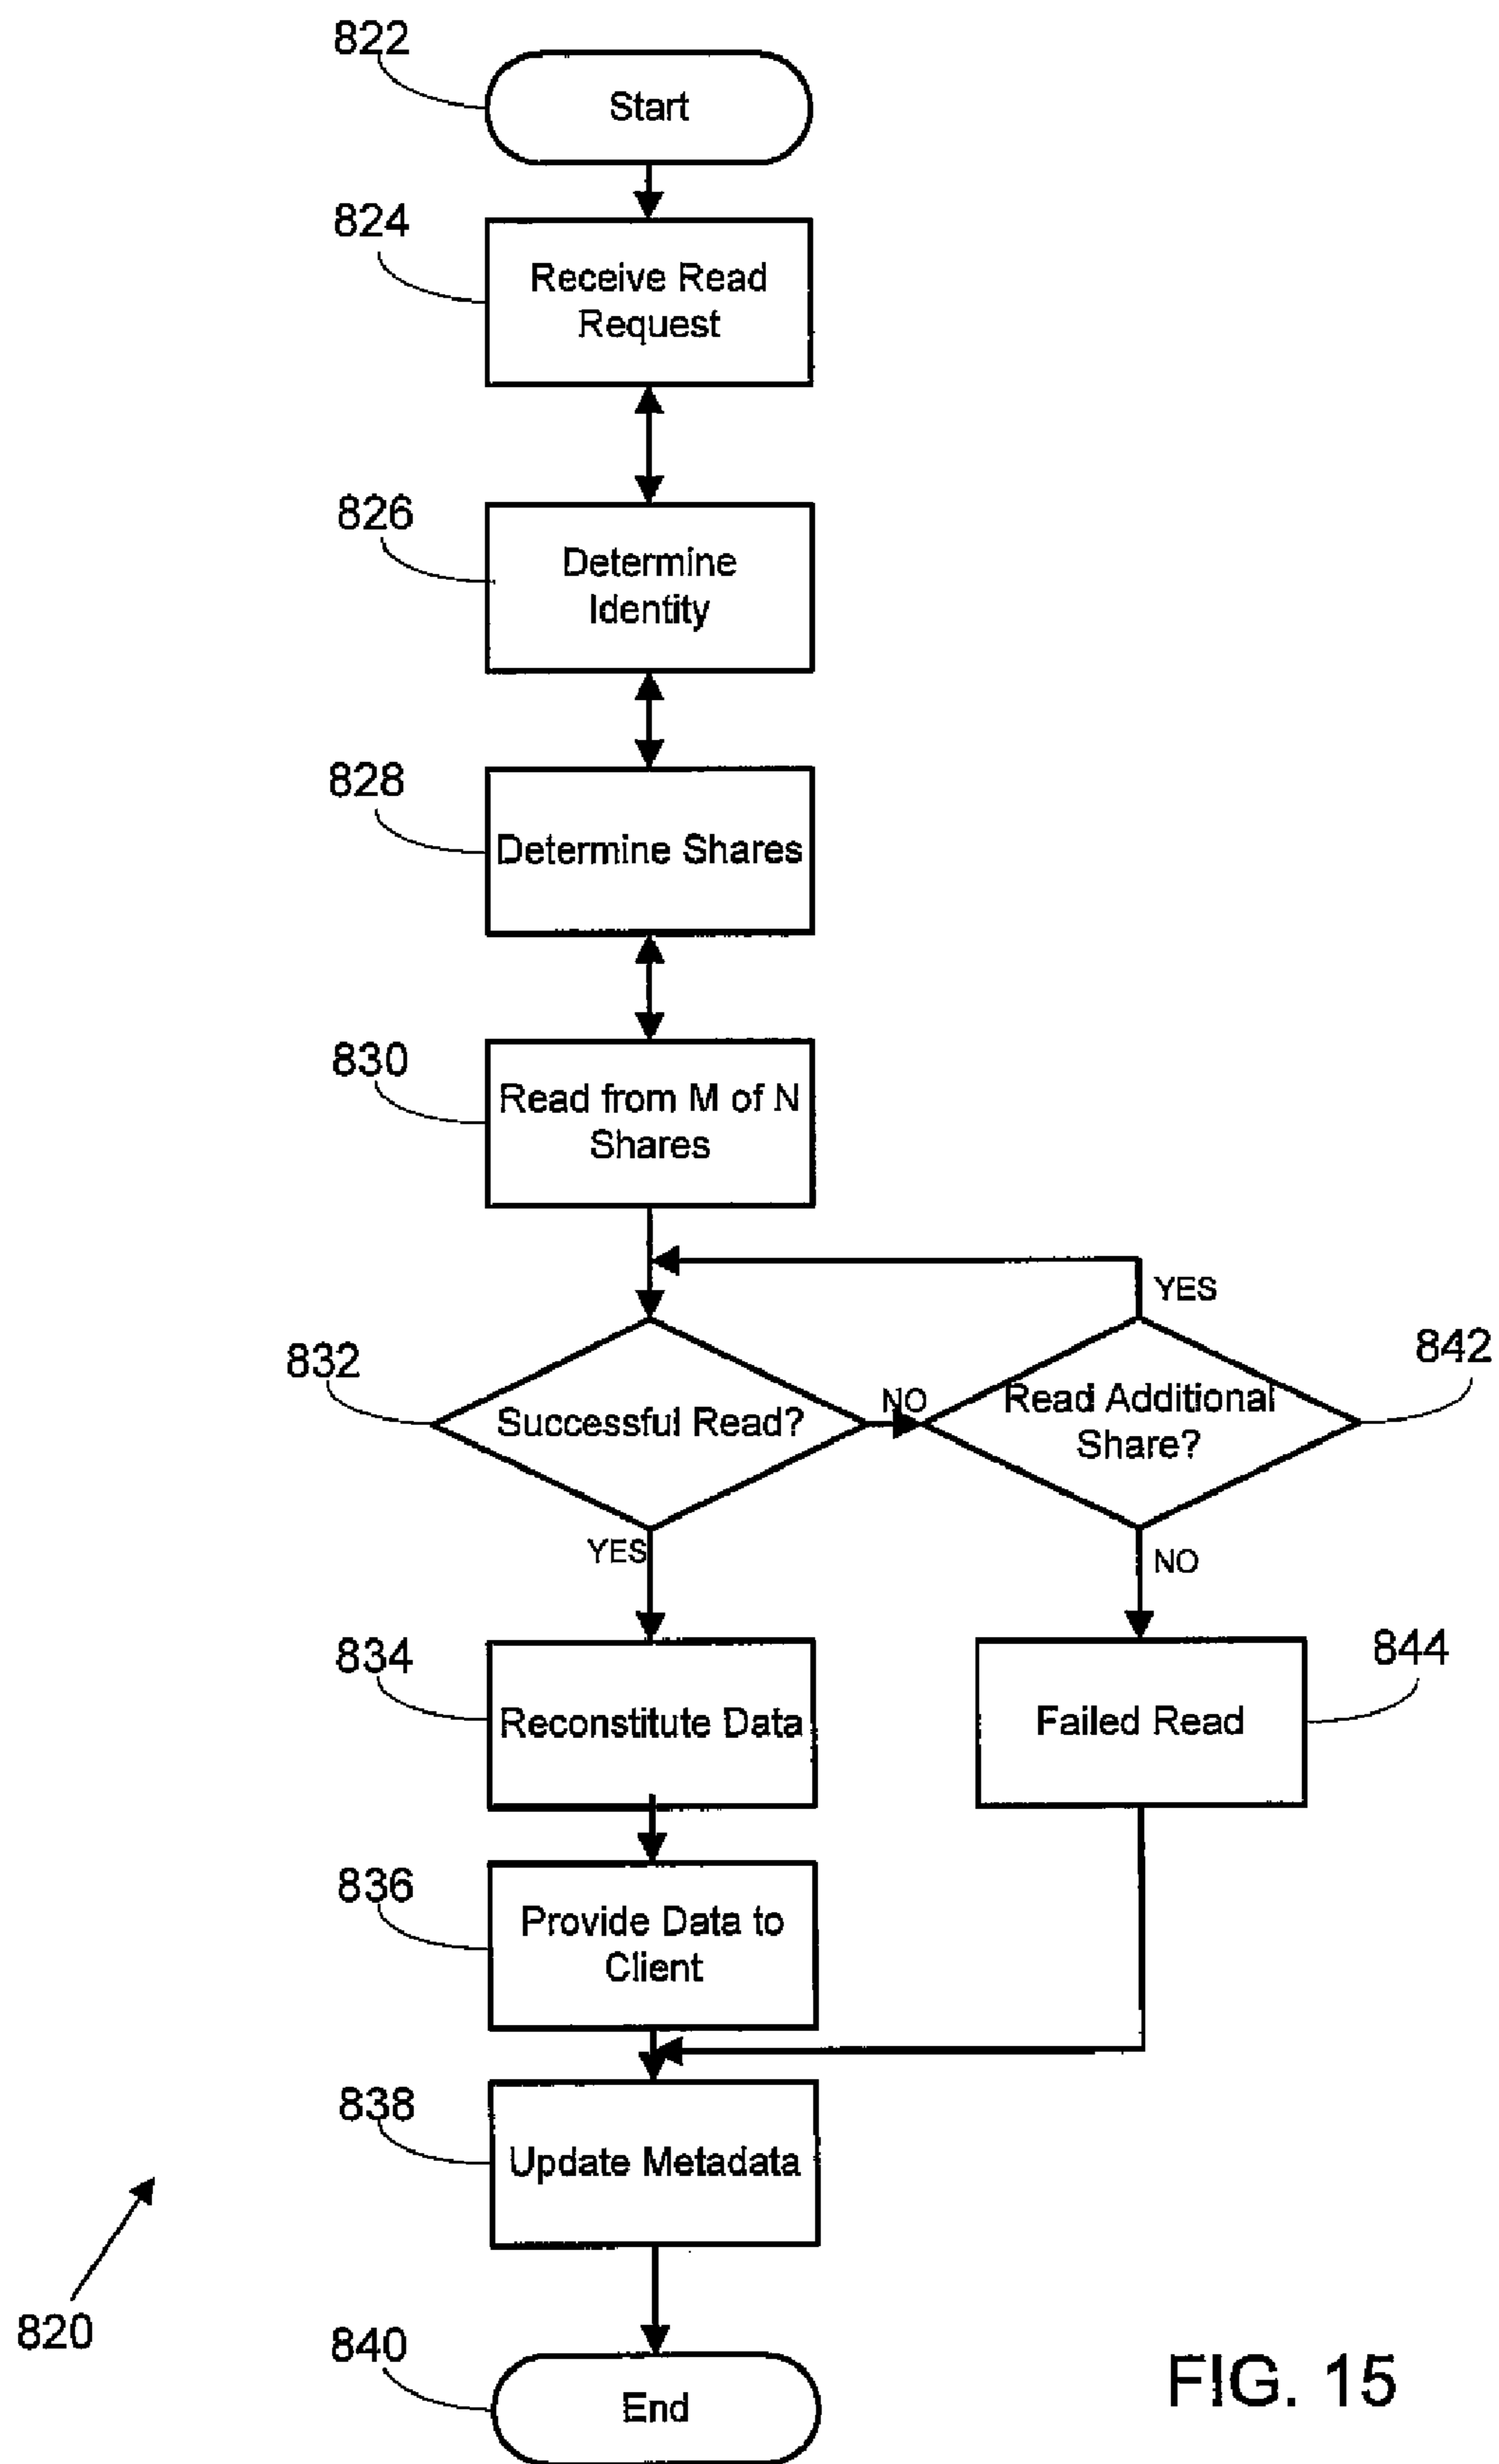 822
Start
824
Receive Read
Request
826
Determine
Identity
828
Determine Shares
830
Read from M of N
Shares
YES
832
Successful Read?
NO
Read Additional
Share?
842
YES
NO
834
Reconstitute Data
Failed Read
844
836
Provide Data to
Client
838
Update Metadata
820
840
End
FIG. 15